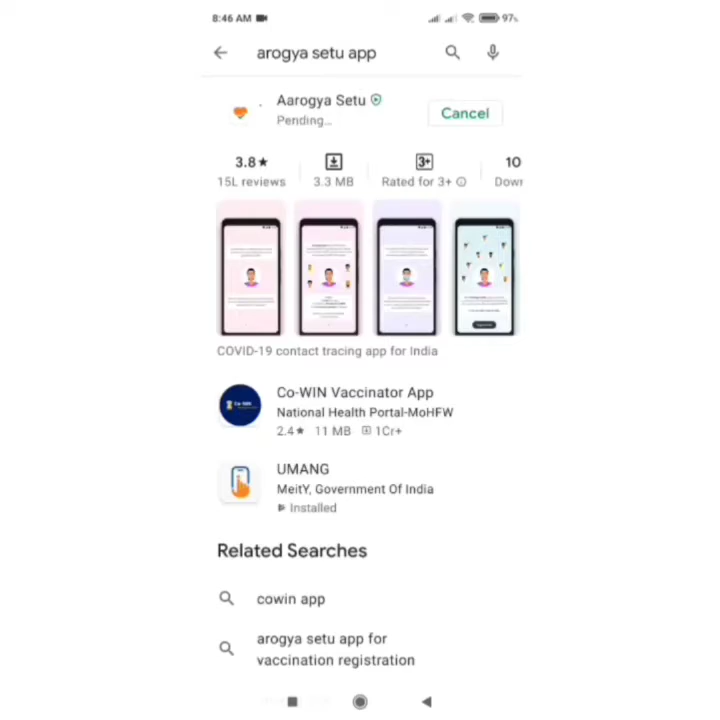 8:46 AM 97%
arogya setu app
Aarogya Setu
Pending... Cancel
3.8★ 3+ 10
15L reviews 3.3 MB Rated for 3+ Down
COVID-19 contact tracing app for India
Co-WIN Vaccinator App
National Health Portal-MoHFW
2.4★ 11 MB 1Cr+
UMANG
MeitY, Government Of India
Installed
Related Searches
cowin app
arogya setu app for
vaccination registration